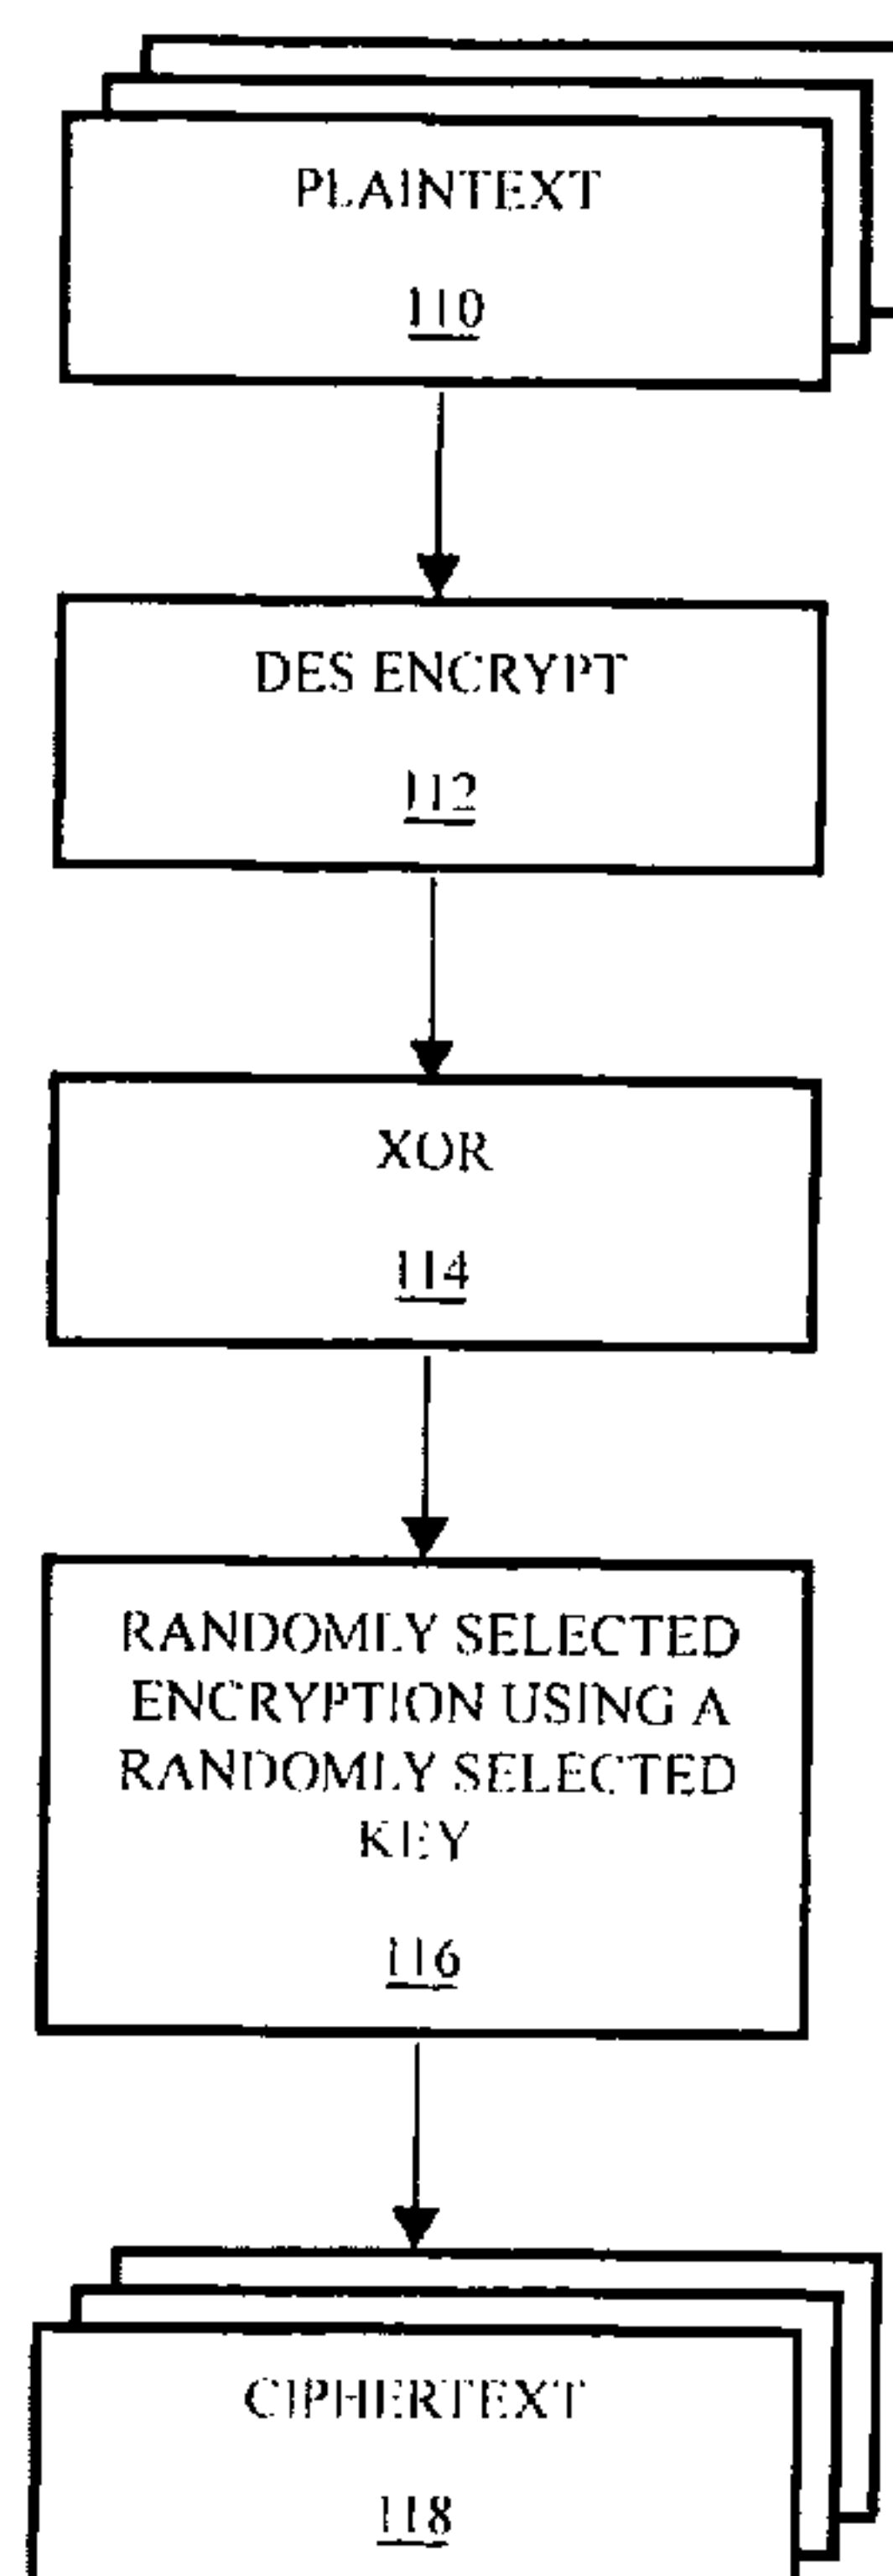 PLAINTEXT
110
DES ENCRYPT
112
XOR
114
RANDOMLY SELECTED
ENCRYPTION USING A
RANDOMLY SELECTED
KEY
116
CIPHERTEXT
118